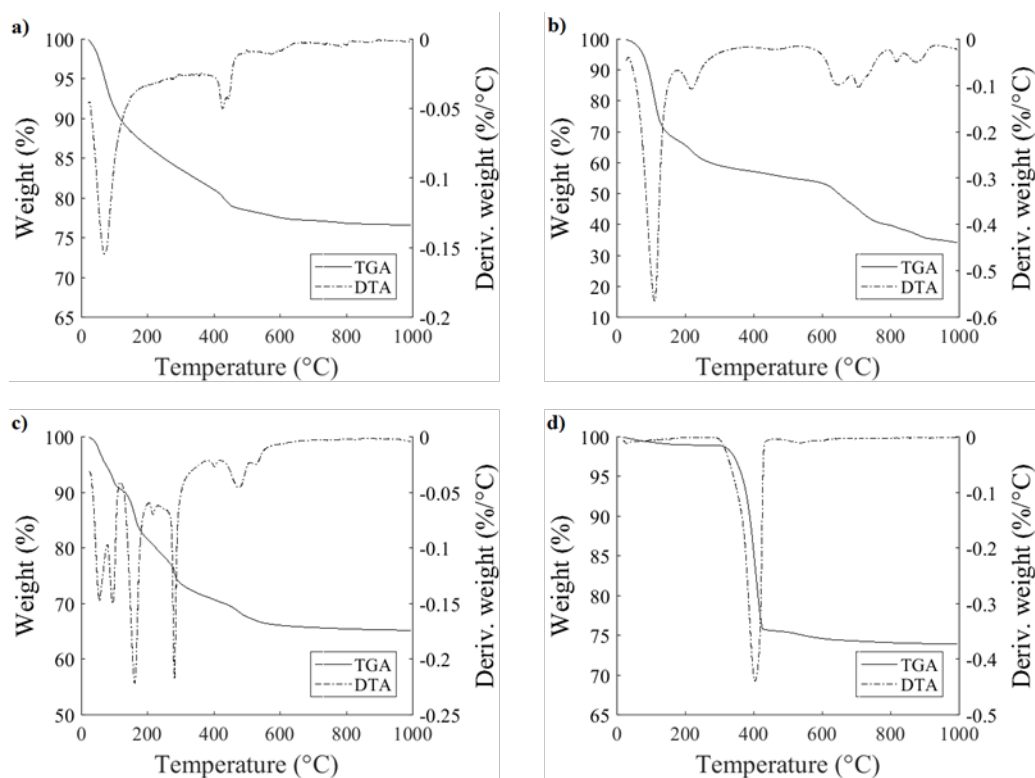 a)
100
95
90
85
80
75
70
65
Weight (%)
0
-0.05
-0.1
-0.15
-0.2
Deriv. weight (%/°C)
TGA
DTA
0 200 400 600 800 1000
Temperature (°C)
b)
100
90
80
70
60
50
40
30
20
10
Weight (%)
0
-0.1
-0.2
-0.3
-0.4
-0.5
-0.6
Deriv. weight (%/°C)
TGA
DTA
0 200 400 600 800 1000
Temperature (°C)
c)
100
90
80
70
60
50
Weight (%)
0
-0.05
-0.1
-0.15
-0.2
-0.25
Deriv. weight (%/°C)
TGA
DTA
0 200 400 600 800 1000
Temperature (°C)
d)
100
95
90
85
80
75
70
65
Weight (%)
0
-0.1
-0.2
-0.3
-0.4
-0.5
Deriv. weight (%/°C)
TGA
DTA
0 200 400 600 800 1000
Temperature (°C)